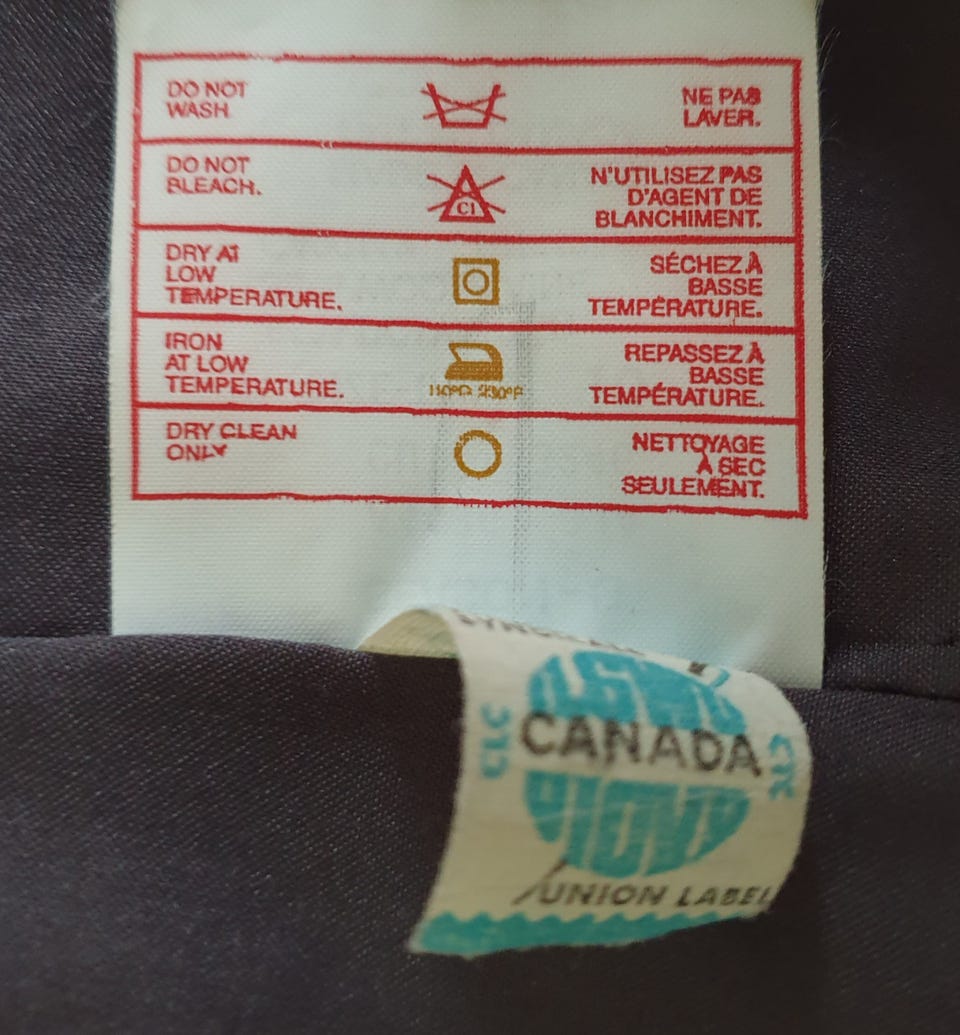 DO NOT
WASH
NE PAS
LAVER.
DO NOT
BLEACH.
Cl
N'UTILISEZ PAS
D'AGENT DE
BLANCHIMENT.
DRY AT
LOW
TEMPERATURE.
SÉCHEZ À
BASSE
TEMPÉRATURE.
IRON
AT LOW
TEMPERATURE.
110°C 230°F
REPASSEZ À
BASSE
TEMPÉRATURE.
DRY CLEAN
ONLY
NETTOYAGE
À SEC
SEULEMENT.
CLC
CANADA
CTC
UNION LABEL